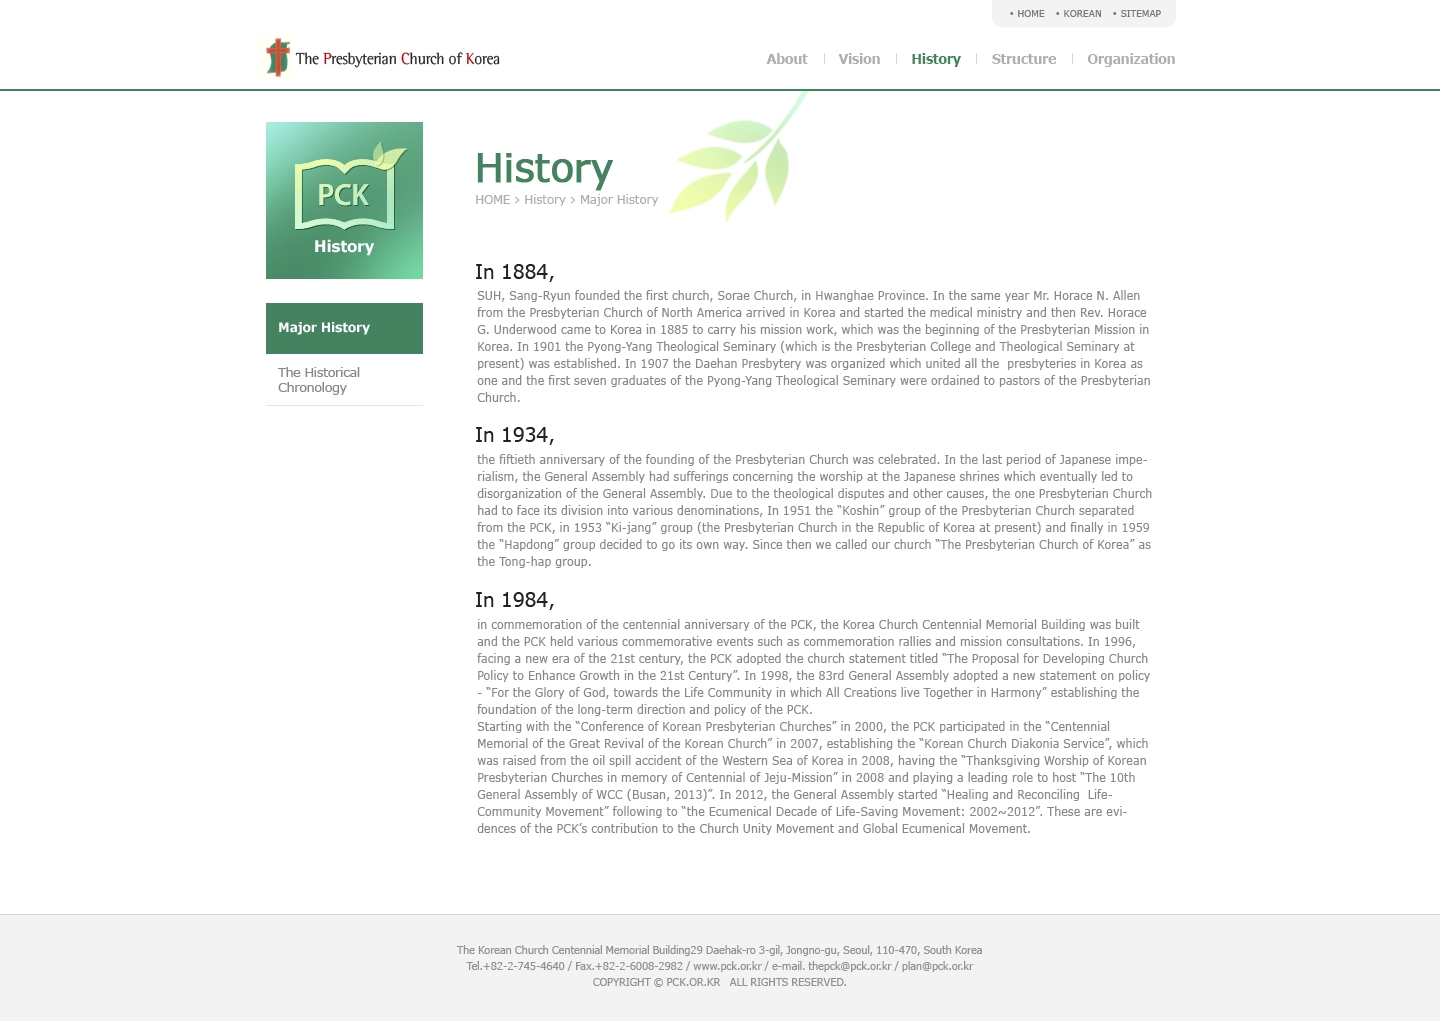 • HOME • KOREAN • SITEMAP
The Presbyterian Church of Korea
About | Vision | History | Structure | Organization
PCK
History
Major History
The Historical
Chronology
History
HOME > History > Major History
In 1884,
SUH, Sang-Ryun founded the first church, Sorae Church, in Hwanghae Province. In the same year Mr. Horace N. Allen
from the Presbyterian Church of North America arrived in Korea and started the medical ministry and then Rev. Horace
G. Underwood came to Korea in 1885 to carry his mission work, which was the beginning of the Presbyterian Mission in
Korea. In 1901 the Pyong-Yang Theological Seminary (which is the Presbyterian College and Theological Seminary at
present) was established. In 1907 the Daehan Presbytery was organized which united all the  presbyteries in Korea as
one and the first seven graduates of the Pyong-Yang Theological Seminary were ordained to pastors of the Presbyterian
Church.
In 1934,
the fiftieth anniversary of the founding of the Presbyterian Church was celebrated. In the last period of Japanese impe-
rialism, the General Assembly had sufferings concerning the worship at the Japanese shrines which eventually led to
disorganization of the General Assembly. Due to the theological disputes and other causes, the one Presbyterian Church
had to face its division into various denominations, In 1951 the “Koshin” group of the Presbyterian Church separated
from the PCK, in 1953 “Ki-jang” group (the Presbyterian Church in the Republic of Korea at present) and finally in 1959
the “Hapdong” group decided to go its own way. Since then we called our church “The Presbyterian Church of Korea” as
the Tong-hap group.
In 1984,
in commemoration of the centennial anniversary of the PCK, the Korea Church Centennial Memorial Building was built
and the PCK held various commemorative events such as commemoration rallies and mission consultations. In 1996,
facing a new era of the 21st century, the PCK adopted the church statement titled “The Proposal for Developing Church
Policy to Enhance Growth in the 21st Century”. In 1998, the 83rd General Assembly adopted a new statement on policy
- “For the Glory of God, towards the Life Community in which All Creations live Together in Harmony” establishing the
foundation of the long-term direction and policy of the PCK.
Starting with the “Conference of Korean Presbyterian Churches” in 2000, the PCK participated in the “Centennial
Memorial of the Great Revival of the Korean Church” in 2007, establishing the “Korean Church Diakonia Service”, which
was raised from the oil spill accident of the Western Sea of Korea in 2008, having the “Thanksgiving Worship of Korean
Presbyterian Churches in memory of Centennial of Jeju-Mission” in 2008 and playing a leading role to host “The 10th
General Assembly of WCC (Busan, 2013)”. In 2012, the General Assembly started “Healing and Reconciling  Life-
Community Movement” following to “the Ecumenical Decade of Life-Saving Movement: 2002~2012”. These are evi-
dences of the PCK’s contribution to the Church Unity Movement and Global Ecumenical Movement.
The Korean Church Centennial Memorial Building29 Daehak-ro 3-gil, Jongno-gu, Seoul, 110-470, South Korea
Tel.+82-2-745-4640 / Fax.+82-2-6008-2982 / www.pck.or.kr / e-mail. thepck@pck.or.kr / plan@pck.or.kr
COPYRIGHT © PCK.OR.KR   ALL RIGHTS RESERVED.